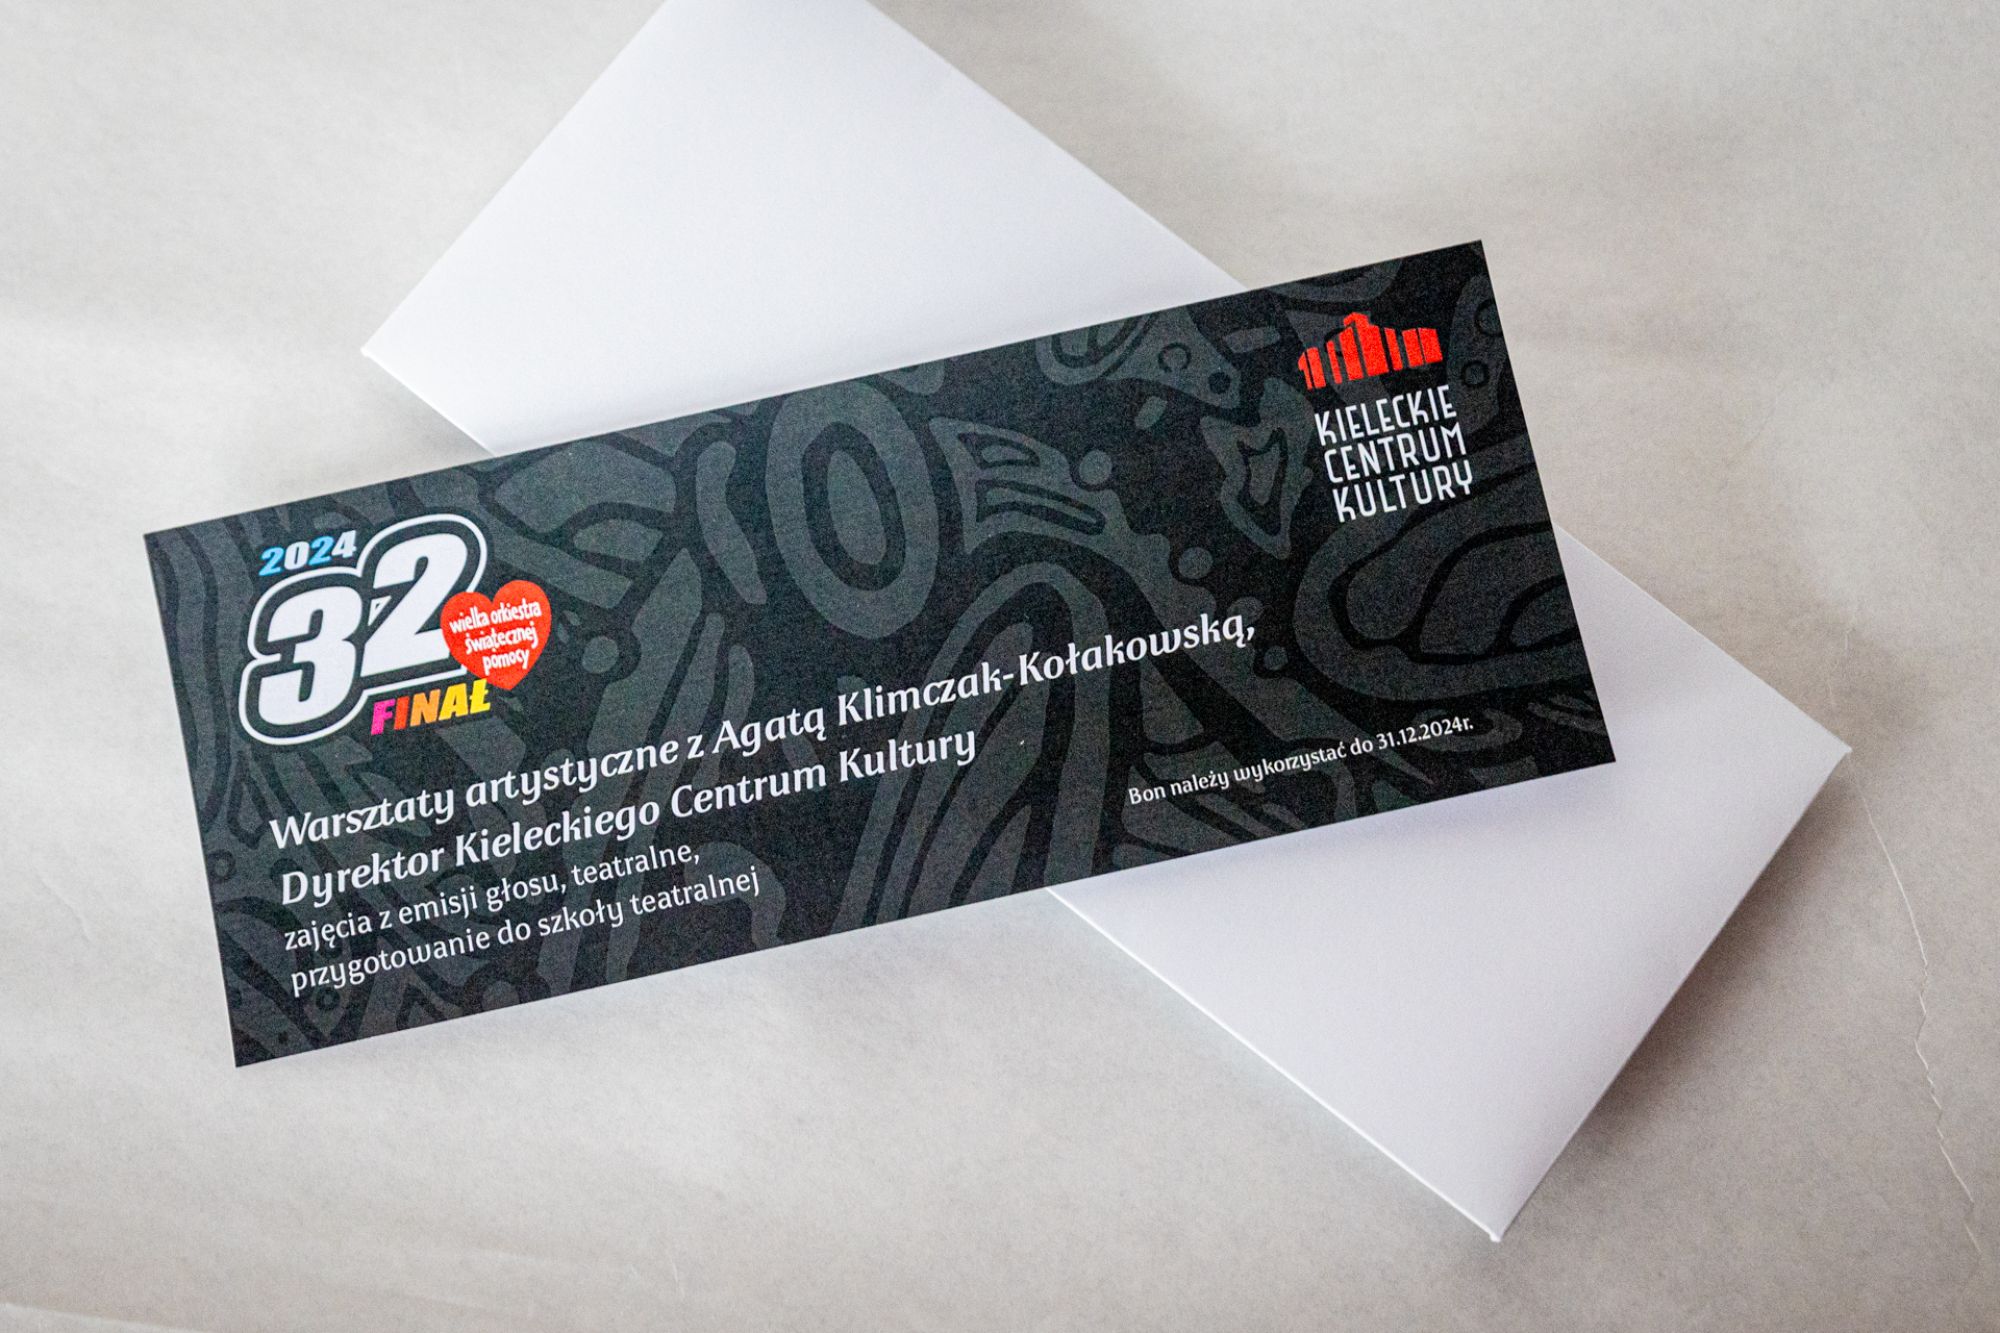 2024
32
wielka orkiestra
świątecznej
pomocy
FINAŁ
KIELECKIE
CENTRUM
KULTURY
Warsztaty artystyczne z Agatą Klimczak-Kołakowską,
Dyrektor Kieleckiego Centrum Kultury
zajęcia z emisji głosu, teatralne,
przygotowanie do szkoły teatralnej
Bon należy wykorzystać do 31.12.2024r.